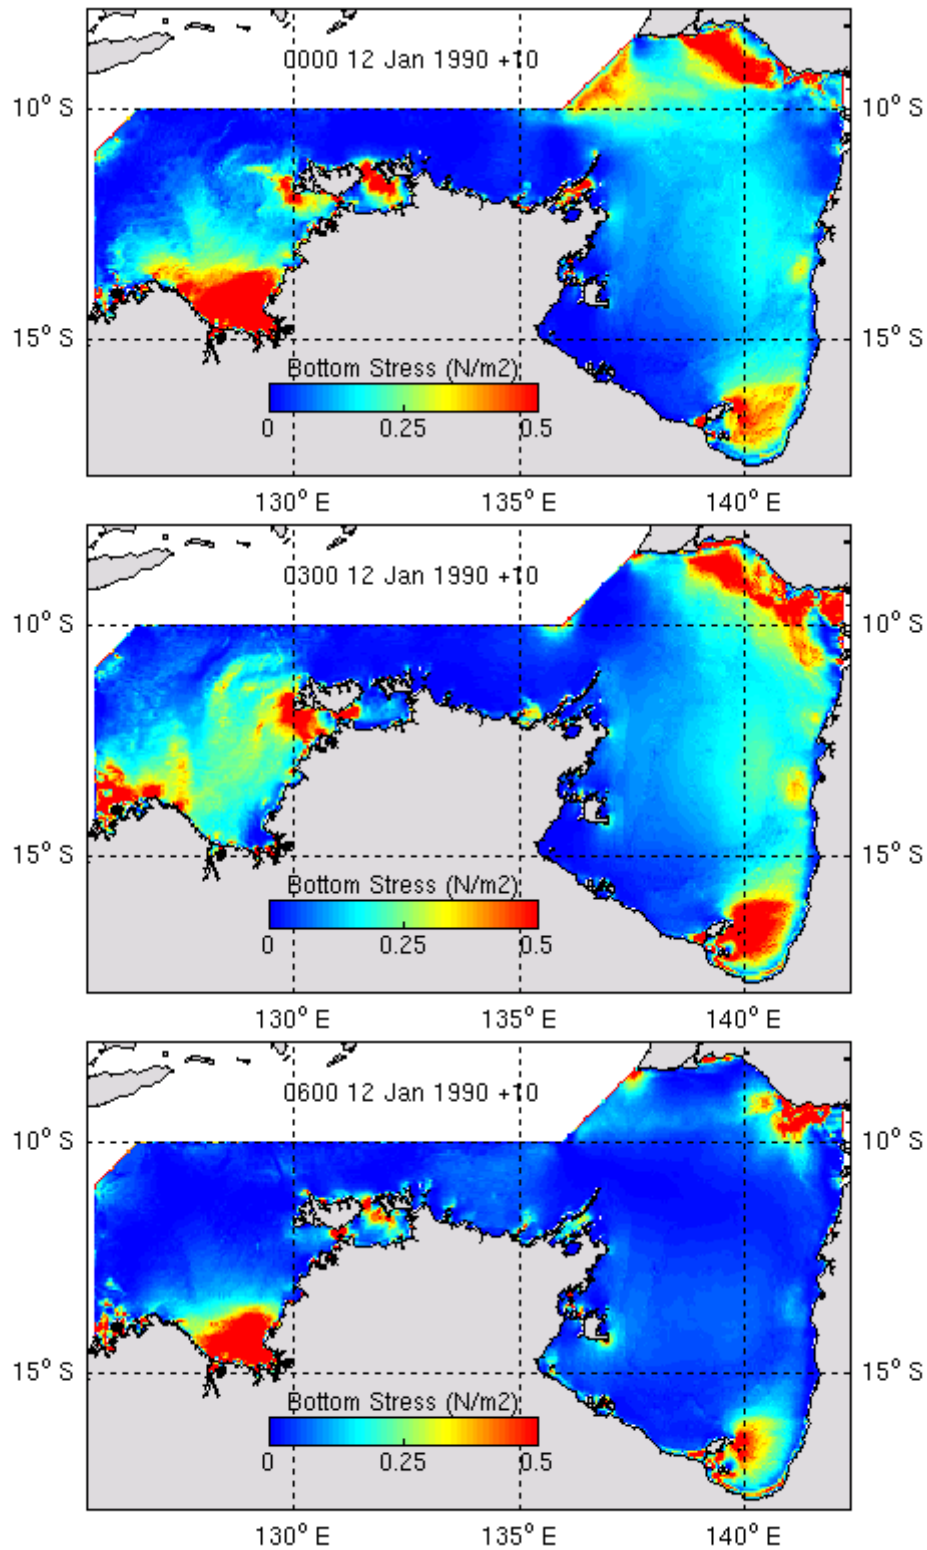 0000 12 Jan 1990 +10
10° S 10° S
15° S 15° S
Bottom Stress (N/m2)
0 0.25 0.5
130° E 135° E 140° E
0300 12 Jan 1990 +10
10° S 10° S
15° S 15° S
Bottom Stress (N/m2)
0 0.25 0.5
130° E 135° E 140° E
0600 12 Jan 1990 +10
10° S 10° S
15° S 15° S
Bottom Stress (N/m2)
0 0.25 0.5
130° E 135° E 140° E